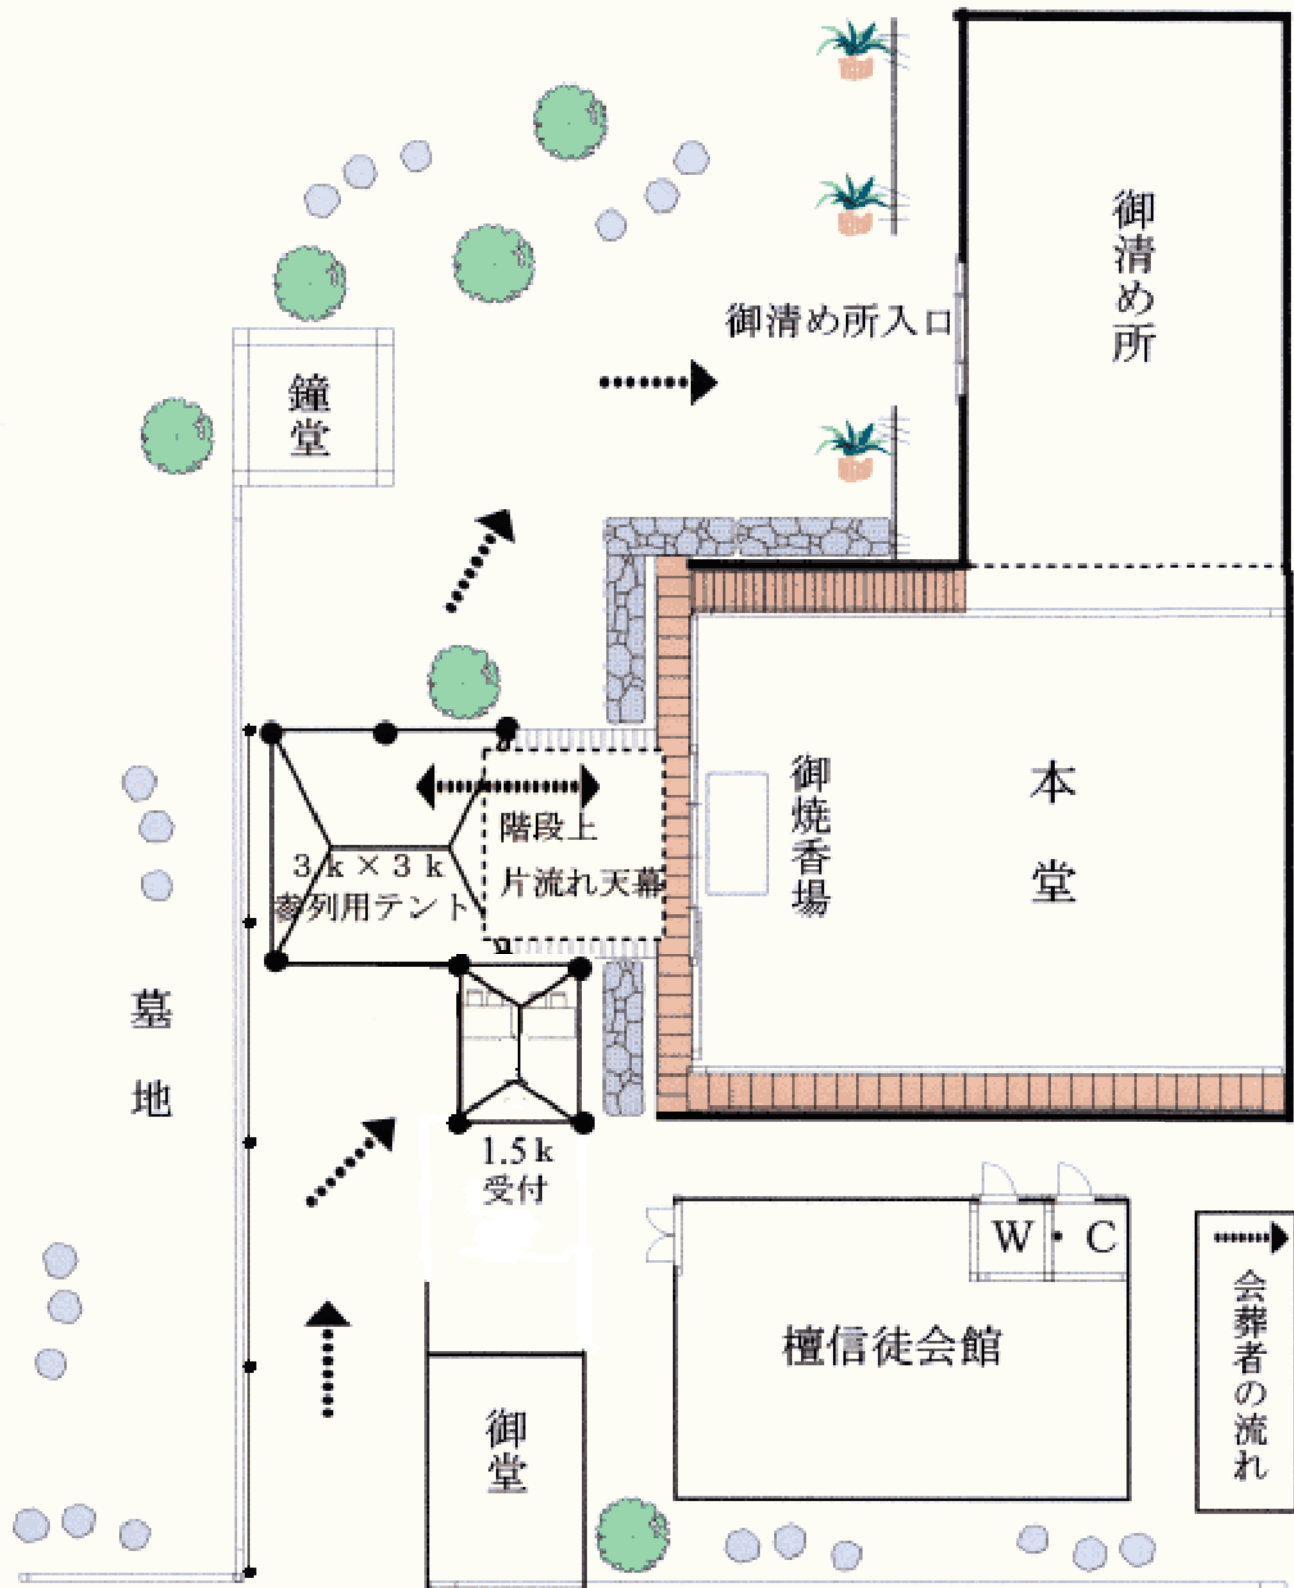 御清め所
御清め所入口
鐘堂
本堂
御焼香場
階段上
片流れ天幕
3k×3k
参列用テント
墓地
1.5k
受付
W・C
檀信徒会館
会葬者の流れ
御堂